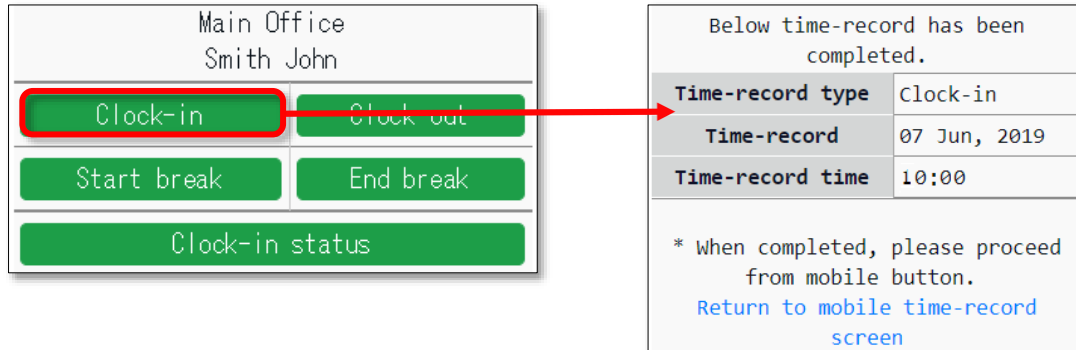 Main Office
Smith John
Clock-in
Clock out
Start break
End break
Clock-in status
Below time-record has been
completed.
Time-record type Clock-in
Time-record 07 Jun, 2019
Time-record time 10:00
* When completed, please proceed
from mobile button.
Return to mobile time-record
screen